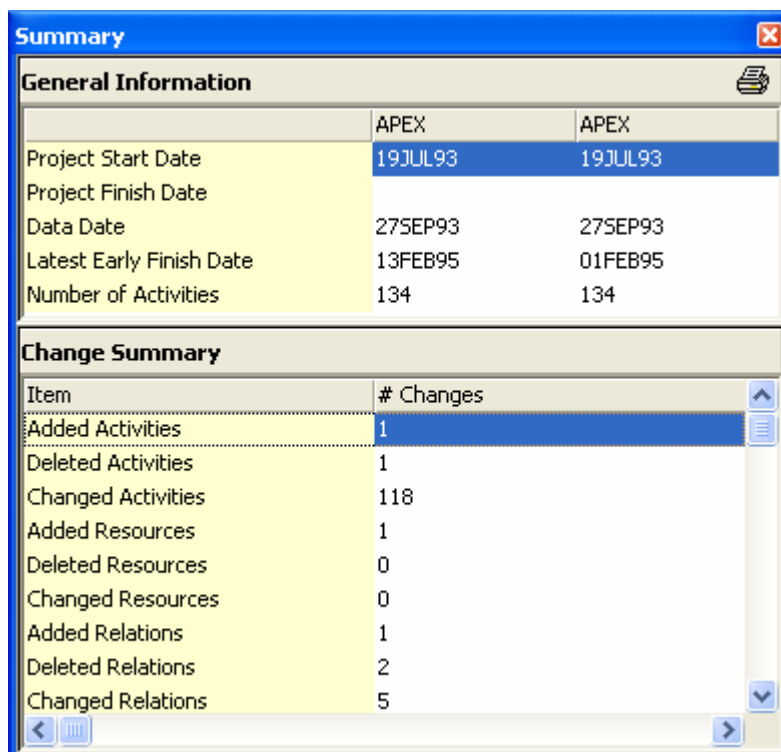 Summary
General Information
APEX APEX
Project Start Date 19JUL93 19JUL93
Project Finish Date
Data Date 27SEP93 27SEP93
Latest Early Finish Date 13FEB95 01FEB95
Number of Activities 134 134
Change Summary
Item # Changes
Added Activities 1
Deleted Activities 1
Changed Activities 118
Added Resources 1
Deleted Resources 0
Changed Resources 0
Added Relations 1
Deleted Relations 2
Changed Relations 5